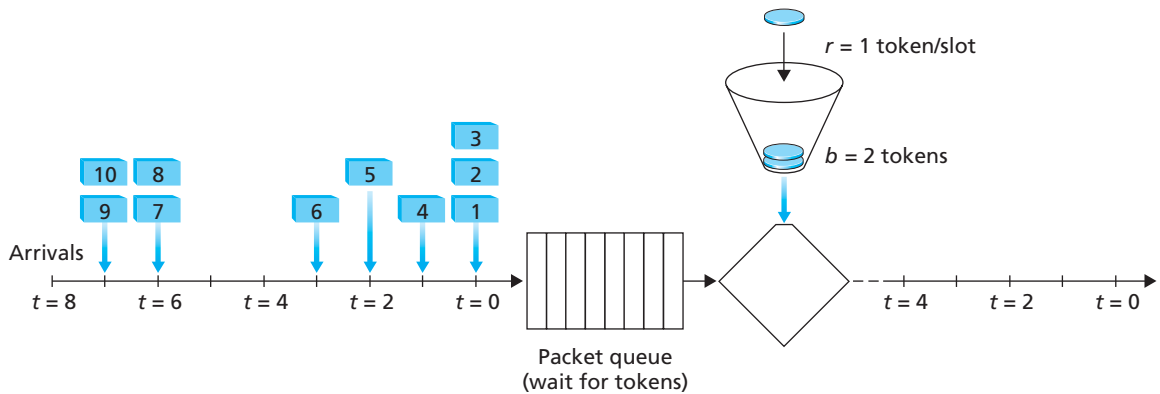 r = 1 token/slot
b = 2 tokens
3
10 8 5 2
9 7 6 4 1
Arrivals
t = 8 t = 6 t = 4 t = 2 t = 0
t = 4 t = 2 t = 0
Packet queue
(wait for tokens)